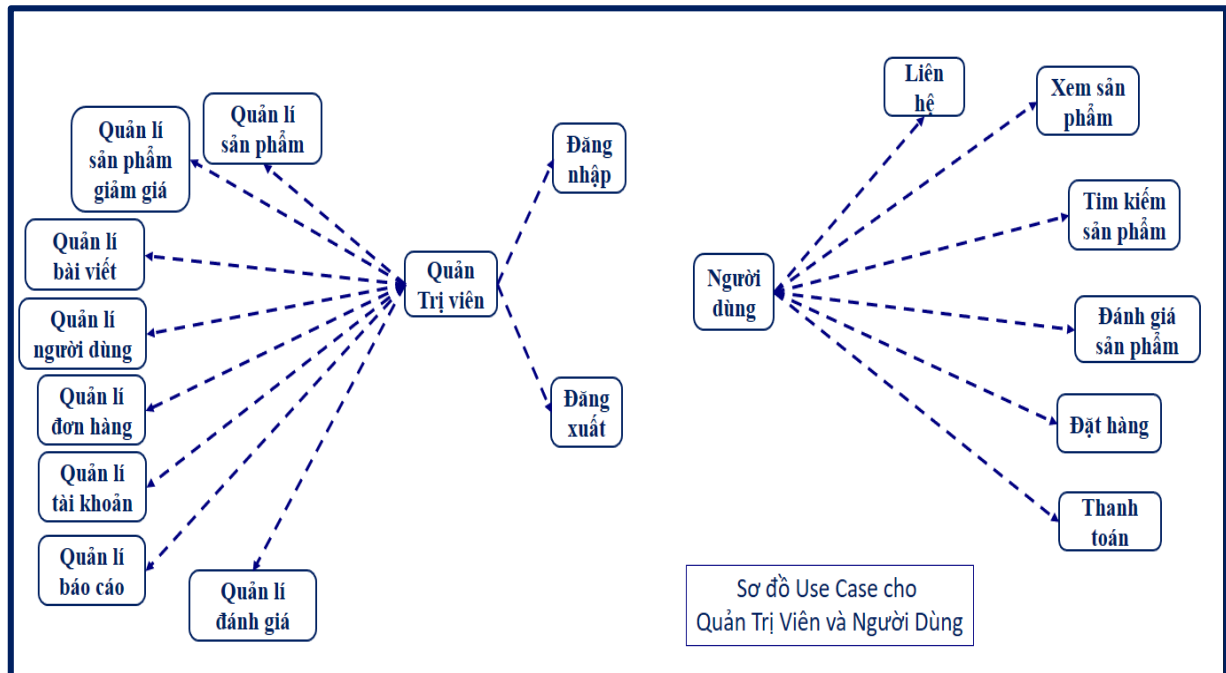 Quản lí
sản phẩm
giảm giá
Quản lí
sản phẩm
Quản lí
bài viết
Quản lí
người dùng
Quản lí
đơn hàng
Quản lí
tài khoản
Quản lí
báo cáo
Quản lí
đánh giá
Quản
Trị viên
Đăng
nhập
Đăng
xuất
Người
dùng
Liên
hệ
Xem sản
phẩm
Tim kiếm
sản phẩm
Đánh giá
sản phẩm
Đặt hàng
Thanh
toán
Sơ đồ Use Case cho
Quản Trị Viên và Người Dùng